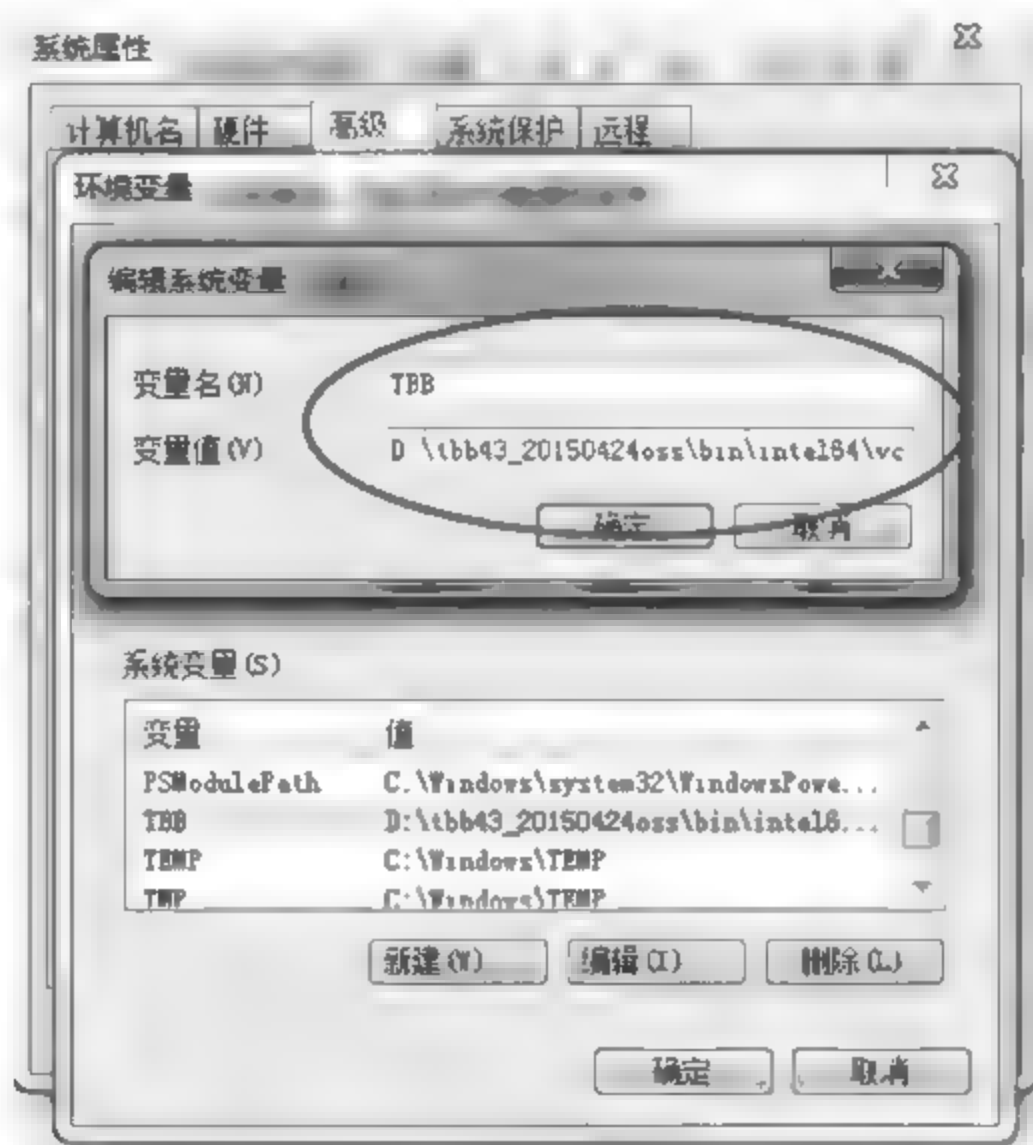 系统属性
计算机名 硬件 高级 系统保护 远程
环境变量
编辑系统变量
变量名(N) TBB
变量值(V) D \tbb43_20150424oss\bin\intel64\vc
确定 取消
系统变量(S)
变量 值
PSModulePath C:\Windows\system32\WindowsPowe...
TBB D:\tbb43_20150424oss\bin\intel6...
TEMP C:\Windows\TEMP
TMP C:\Windows\TEMP
新建(W) 编辑(I) 删除(L)
确定 取消